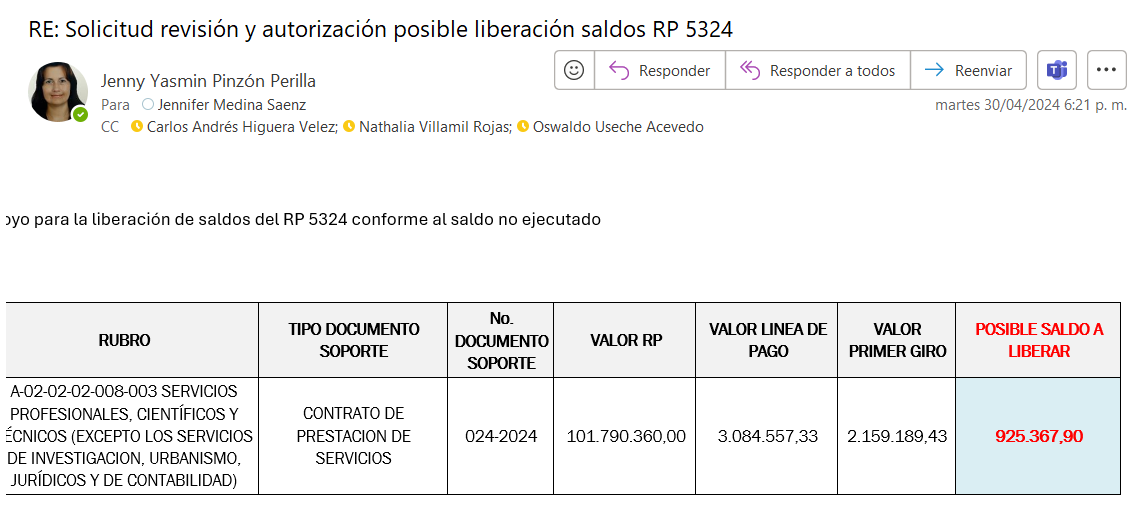 RE: Solicitud revisión y autorización posible liberación saldos RP 5324
Jenny Yasmin Pinzón Perilla
Responder
Responder a todos
Reenviar
Para Jennifer Medina Saenz
martes 30/04/2024 6:21 p. m.
CC Carlos Andrés Higuera Velez; Nathalia Villamil Rojas; Oswaldo Useche Acevedo
oyo para la liberación de saldos del RP 5324 conforme al saldo no ejecutado
RUBRO
TIPO DOCUMENTO
SOPORTE
No.
DOCUMENTO
SOPORTE
VALOR RP
VALOR LINEA DE
PAGO
VALOR
PRIMER GIRO
POSIBLE SALDO A
LIBERAR
A-02-02-02-008-003 SERVICIOS
PROFESIONALES, CIENTÍFICOS Y
ÉCNICOS (EXCEPTO LOS SERVICIOS
DE INVESTIGACION, URBANISMO,
JURÍDICOS Y DE CONTABILIDAD)
CONTRATO DE
PRESTACION DE
SERVICIOS
024-2024
101.790.360,00
3.084.557,33
2.159.189,43
925.367,90